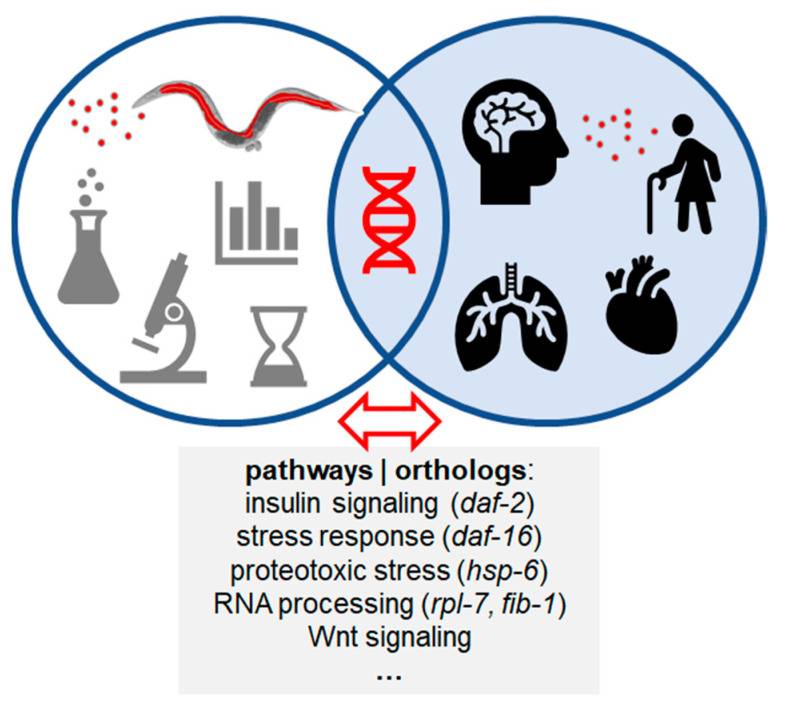 pathways | orthologs:
insulin signaling (daf-2)
stress response (daf-16)
proteotoxic stress (hsp-6)
RNA processing (rpl-7, fib-1)
Wnt signaling
...